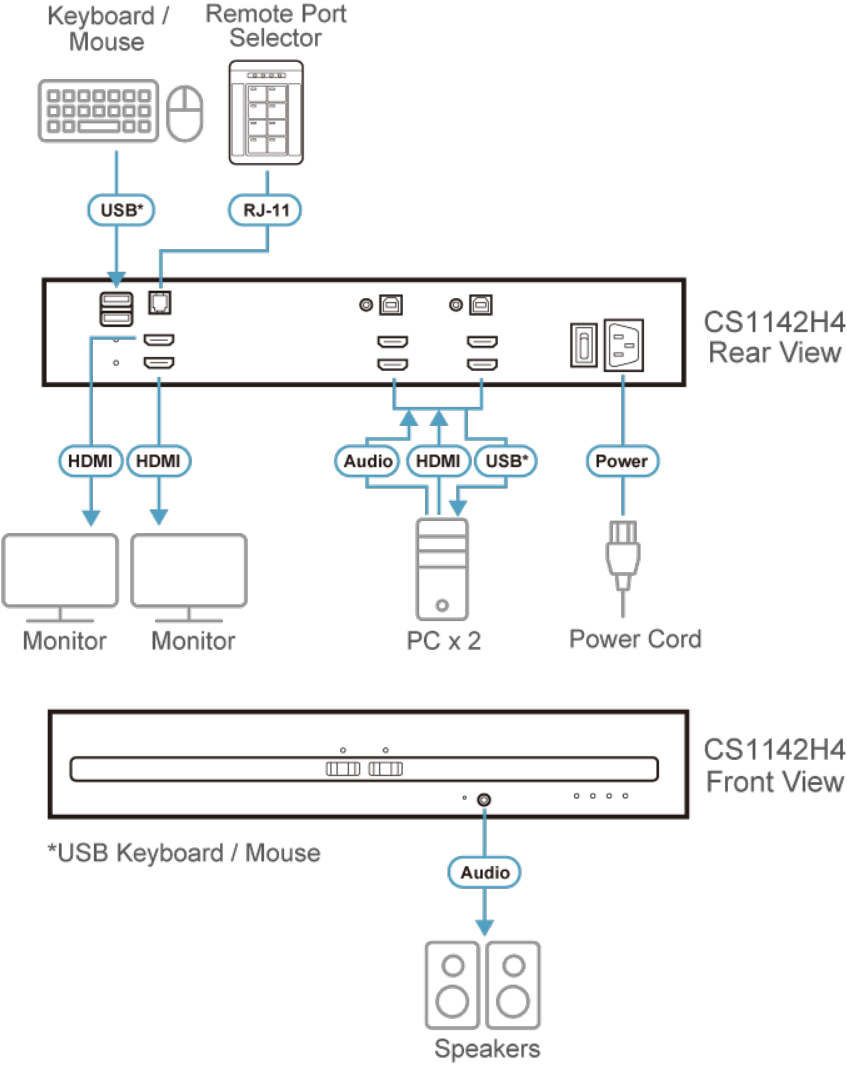 Keyboard /
Mouse
Remote Port
Selector
USB*
RJ-11
CS1142H4
Rear View
HDMI
HDMI
Audio
HDMI
USB*
Power
Monitor
Monitor
PC x 2
Power Cord
CS1142H4
Front View
*USB Keyboard / Mouse
Audio
Speakers